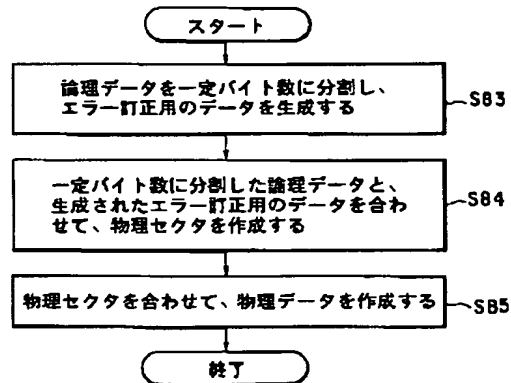 スタート
論理データを一定バイト数に分割し、
エラー訂正用のデータを生成する
S83
一定バイト数に分割した論理データと、
生成されたエラー訂正用のデータを合わ
せて、物理セクタを作成する
S84
物理セクタを合わせて、物理データを作成する
S85
終了